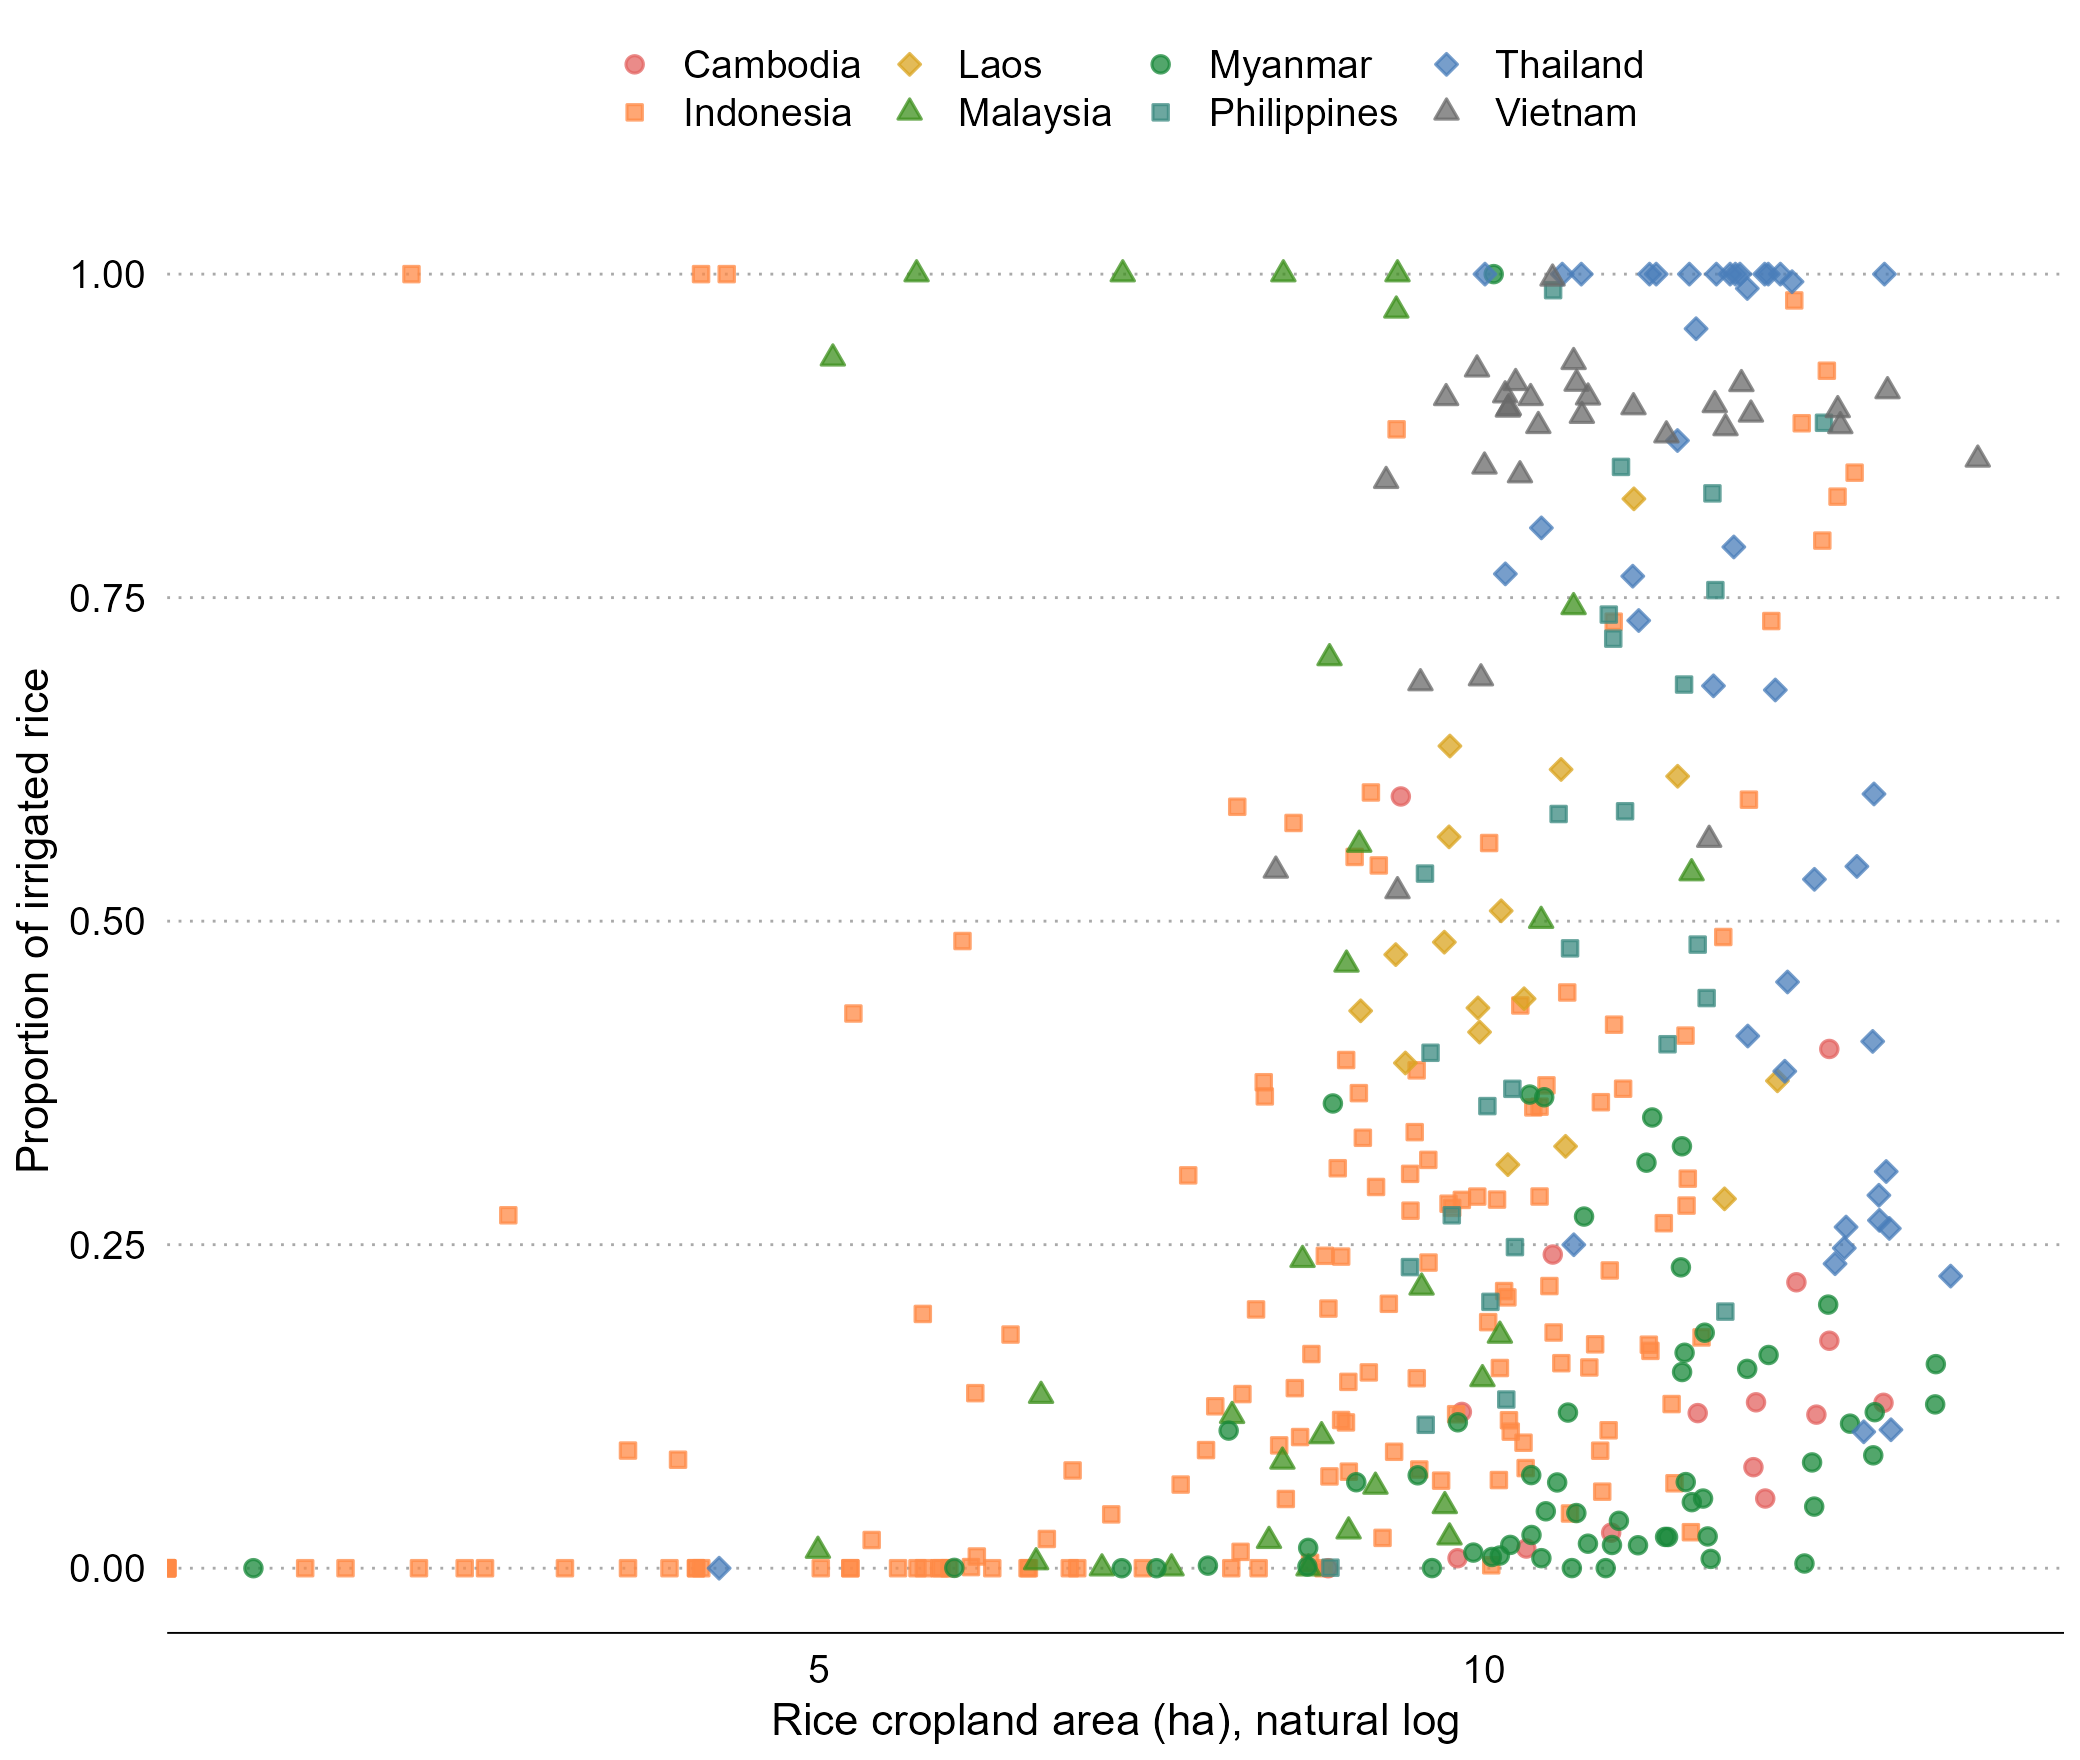 Cambodia Laos Myanmar Thailand
Indonesia Malaysia Philippines Vietnam
1.00
0.75
0.50
0.25
0.00
Proportion of irrigated rice
5 10
Rice cropland area (ha), natural log